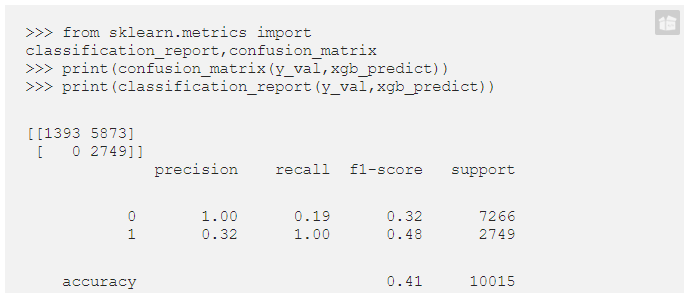 >>> from sklearn.metrics import
classification_report,confusion_matrix
>>> print(confusion_matrix(y_val,xgb_predict))
>>> print(classification_report(y_val,xgb_predict))
[[1393 5873]
 [   0 2749]]
              precision    recall  f1-score   support
           0       1.00      0.19      0.32      7266
           1       0.32      1.00      0.48      2749
    accuracy                           0.41     10015